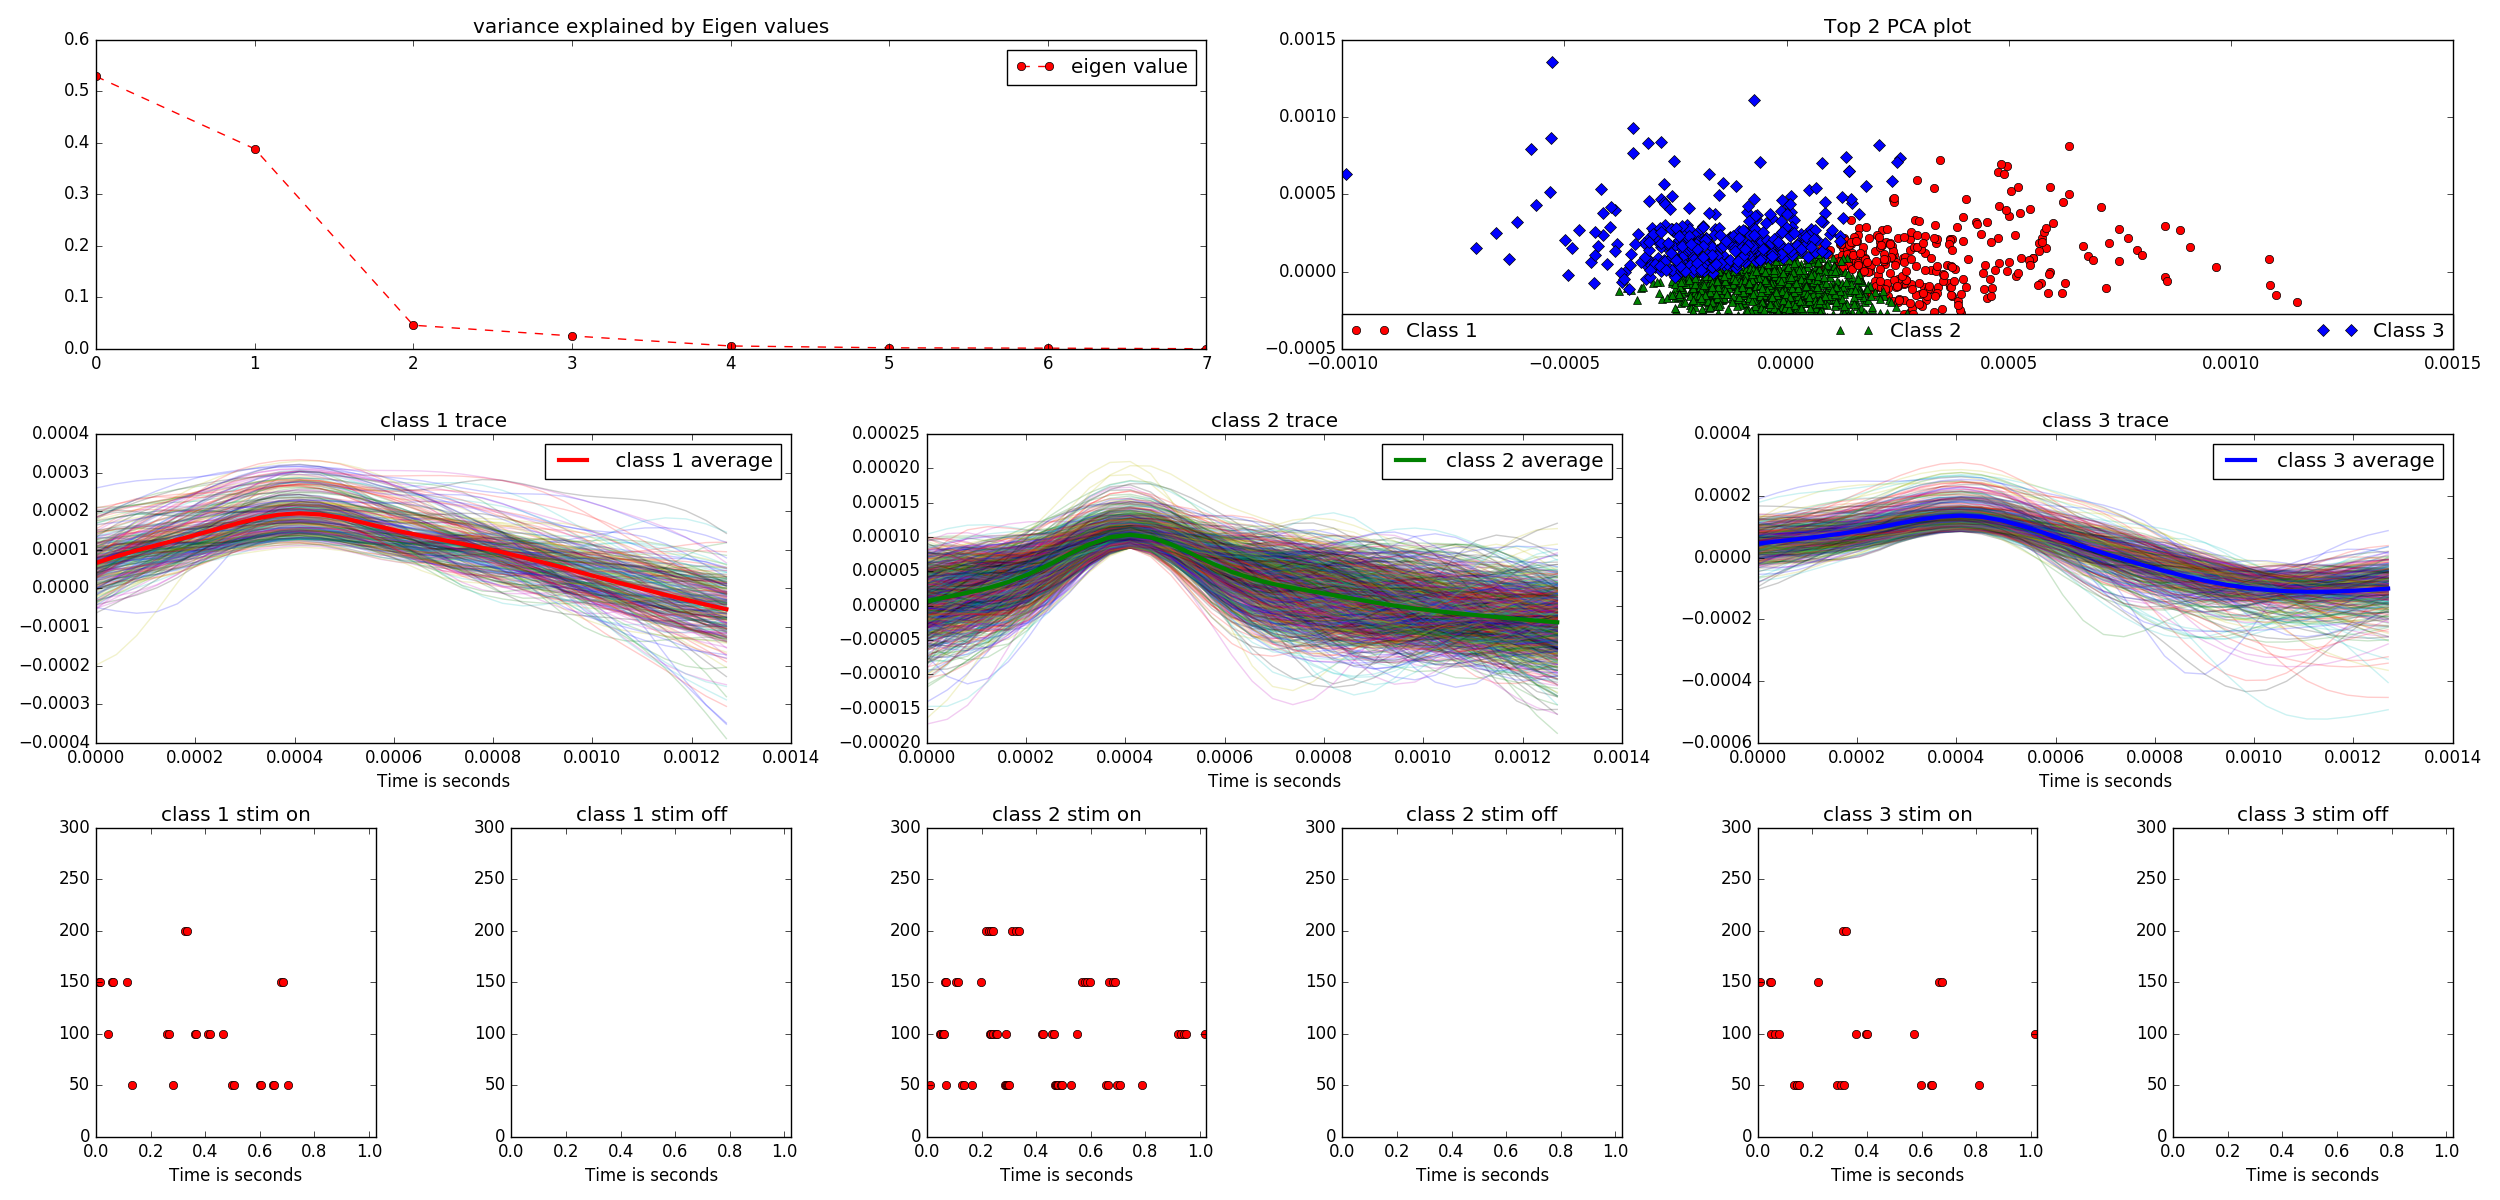 variance explained by Eigen values
0.6
0.5
0.4
0.3
0.2
0.1
0.0
0 1 2 3 4 5 6 7
eigen value
Top 2 PCA plot
0.0015
0.0010
0.0005
0.0000
−0.0005
−0.0010 −0.0005 0.0000 0.0005 0.0010 0.0015
Class 1 Class 2 Class 3
class 1 trace
0.0004
0.0003
0.0002
0.0001
0.0000
−0.0001
−0.0002
−0.0003
−0.0004
0.0000 0.0002 0.0004 0.0006 0.0008 0.0010 0.0012 0.0014
Time is seconds
class 1 average
class 2 trace
0.00025
0.00020
0.00015
0.00010
0.00005
0.00000
−0.00005
−0.00010
−0.00015
−0.00020
0.0000 0.0002 0.0004 0.0006 0.0008 0.0010 0.0012 0.0014
Time is seconds
class 2 average
class 3 trace
0.0004
0.0002
0.0000
−0.0002
−0.0004
−0.0006
0.0000 0.0002 0.0004 0.0006 0.0008 0.0010 0.0012 0.0014
Time is seconds
class 3 average
class 1 stim on
300
250
200
150
100
50
0
0.0 0.2 0.4 0.6 0.8 1.0
Time is seconds
class 1 stim off
300
250
200
150
100
50
0
0.0 0.2 0.4 0.6 0.8 1.0
Time is seconds
class 2 stim on
300
250
200
150
100
50
0
0.0 0.2 0.4 0.6 0.8 1.0
Time is seconds
class 2 stim off
300
250
200
150
100
50
0
0.0 0.2 0.4 0.6 0.8 1.0
Time is seconds
class 3 stim on
300
250
200
150
100
50
0
0.0 0.2 0.4 0.6 0.8 1.0
Time is seconds
class 3 stim off
300
250
200
150
100
50
0
0.0 0.2 0.4 0.6 0.8 1.0
Time is seconds